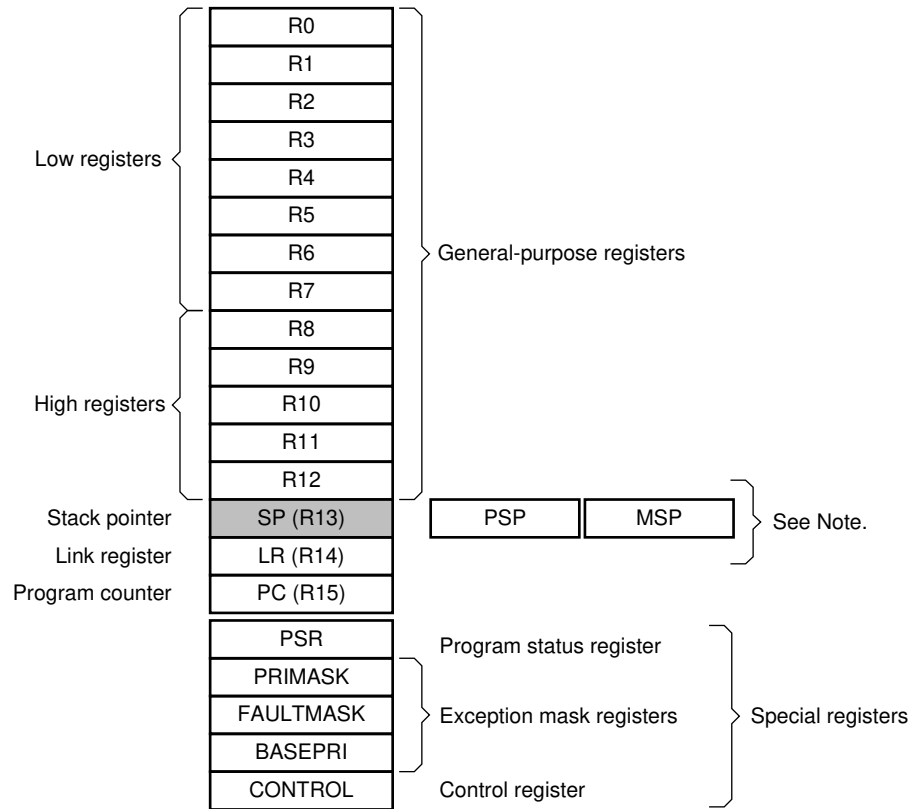 R0
R1
R2
R3
Low registers
R4
R5
R6
General-purpose registers
R7
R8
R9
High registers
R10
R11
R12
Stack pointer
SP (R13)
PSP
MSP
See Note.
Link register
LR (R14)
Program counter
PC (R15)
PSR
Program status register
PRIMASK
FAULTMASK
Exception mask registers
Special registers
BASEPRI
CONTROL
Control register